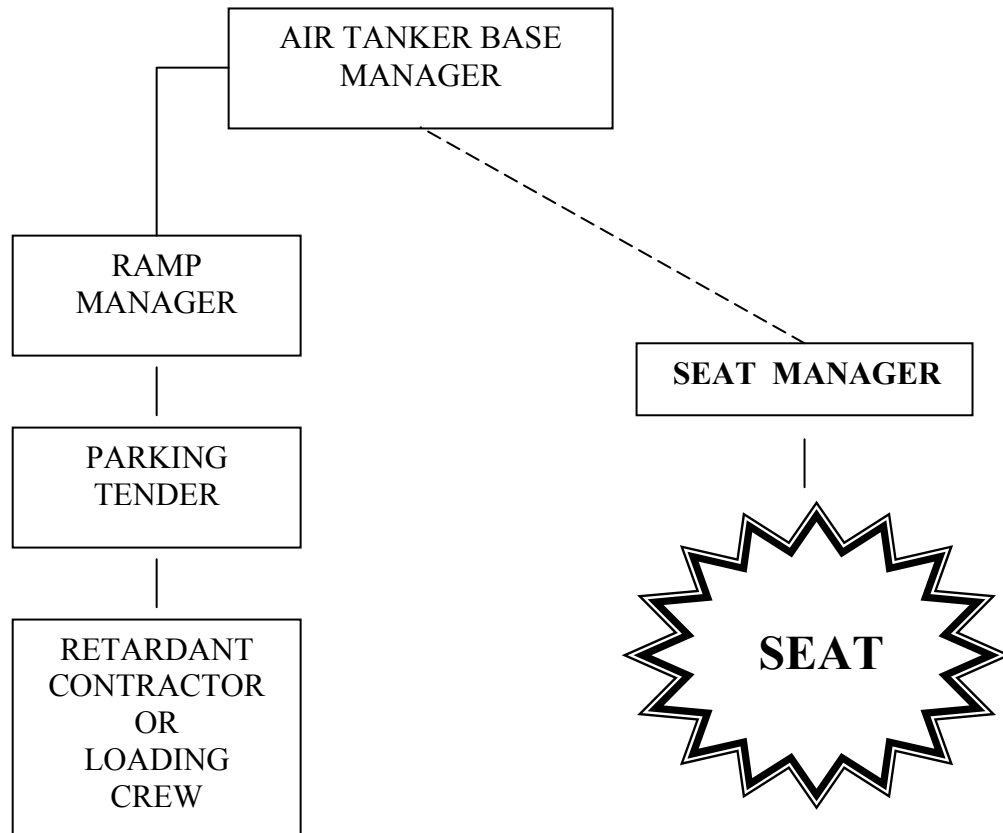 AIR TANKER BASE
MANAGER
RAMP
MANAGER
SEAT MANAGER
PARKING
TENDER
SEAT
RETARDANT
CONTRACTOR
OR
LOADING
CREW